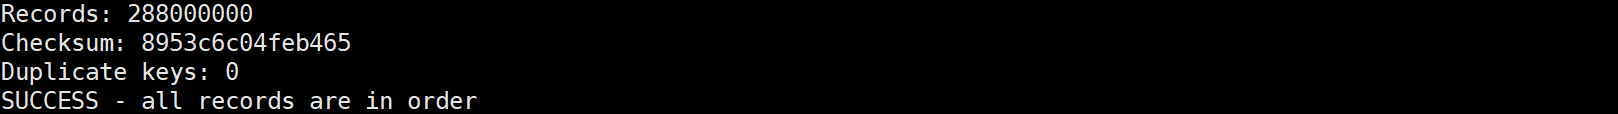 Records: 288000000
Checksum: 8953c6c04feb465
Duplicate keys: 0
SUCCESS - all records are in order